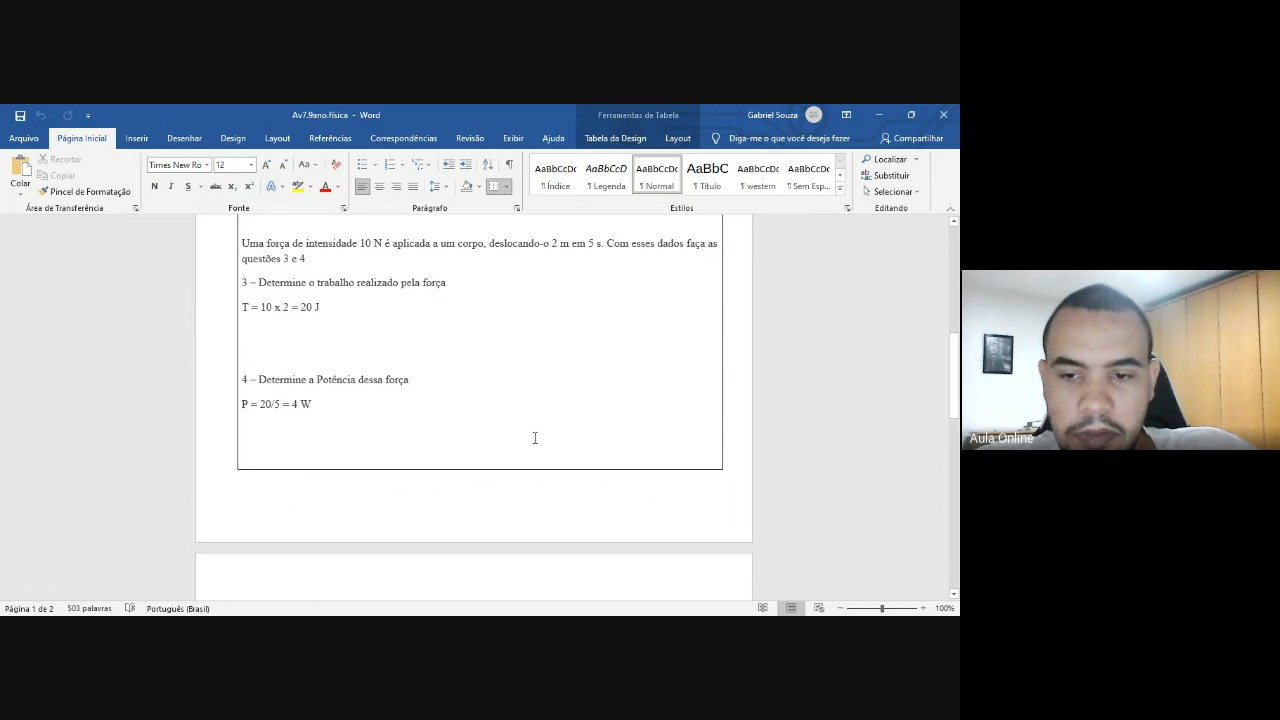 Av7.9ano.física - Word
Ferramentas de Tabela
Gabriel Souza
GS
Arquivo
Página Inicial
Inserir
Desenhar
Design
Layout
Referências
Correspondências
Revisão
Exibir
Ajuda
Tabela da Design
Layout
Diga-me o que você deseja fazer
Compartilhar
Colar
Recortar
Copiar
Pincel de Formatação
Área de Transferência
Times New Ro
12
Fonte
Parágrafo
AaBbCcDc
¶ Índice
AaBbCcD
¶ Legenda
AaBbCcDc
¶ Normal
AaBbC
¶ Título
AaBbCcDc
¶ western
AaBbCcDc
¶ Sem Esp...
Estilos
Localizar
Substituir
Selecionar
Editando
Uma força de intensidade 10 N é aplicada a um corpo, deslocando-o 2 m em 5 s. Com esses dados faça as
questões 3 e 4
3 – Determine o trabalho realizado pela força
T = 10 x 2 = 20 J
4 – Determine a Potência dessa força
P = 20/5 = 4 W
Aula Online
Página 1 de 2
503 palavras
Português (Brasil)
100%